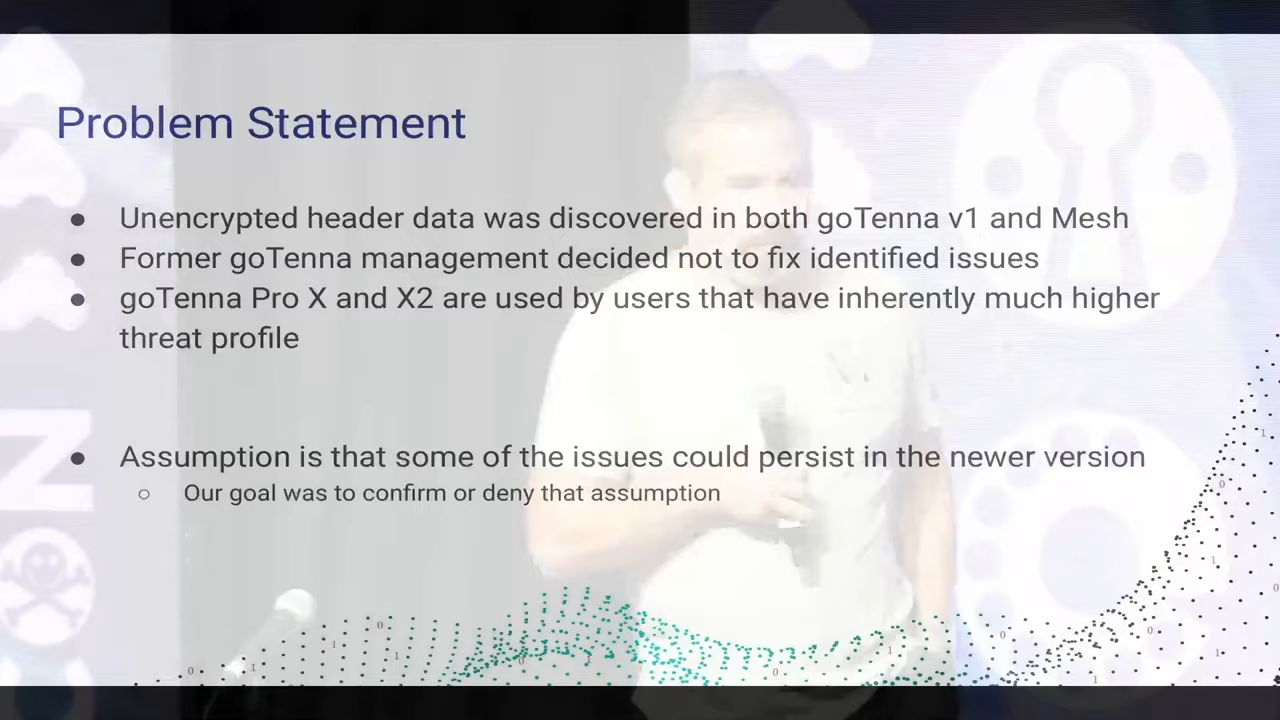 Problem Statement
● Unencrypted header data was discovered in both goTenna v1 and Mesh
● Former goTenna management decided not to fix identified issues
● goTenna Pro X and X2 are used by users that have inherently much higher
threat profile
● Assumption is that some of the issues could persist in the newer version
○ Our goal was to confirm or deny that assumption